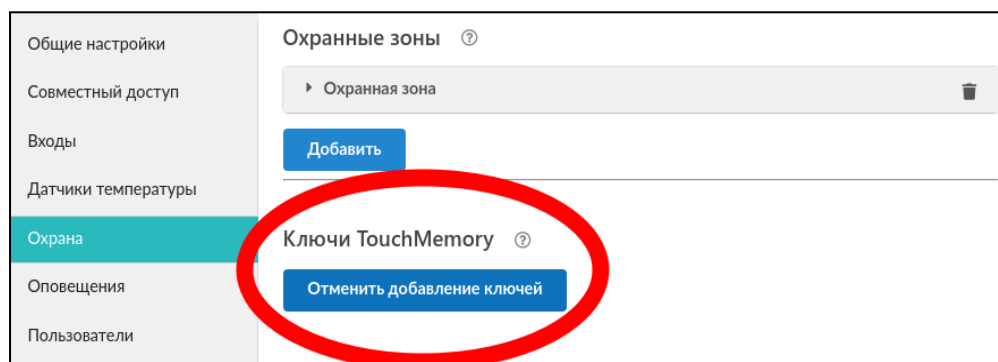 Общие настройки
Совместный доступ
Входы
Датчики температуры
Охрана
Оповещения
Пользователи
Охранные зоны ?
Охранная зона
Добавить
Ключи TouchMemory ?
Отменить добавление ключей